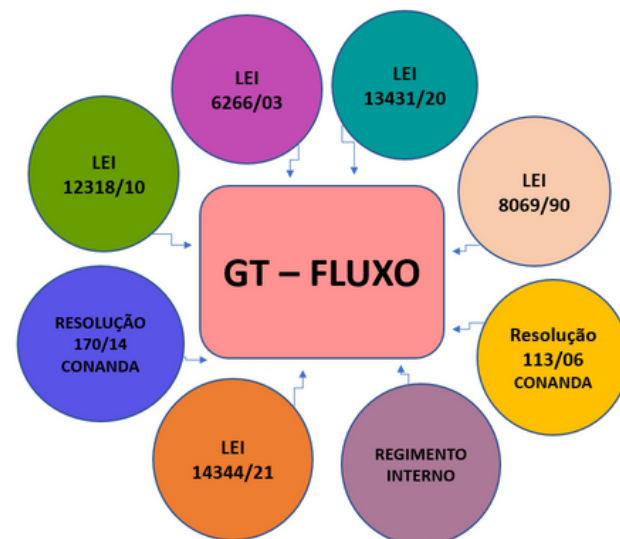 LEI
6266/03
LEI
13431/20
LEI
12318/10
LEI
8069/90
GT – FLUXO
RESOLUÇÃO
170/14
CONANDA
Resolução
113/06
CONANDA
LEI
14344/21
REGIMENTO
INTERNO